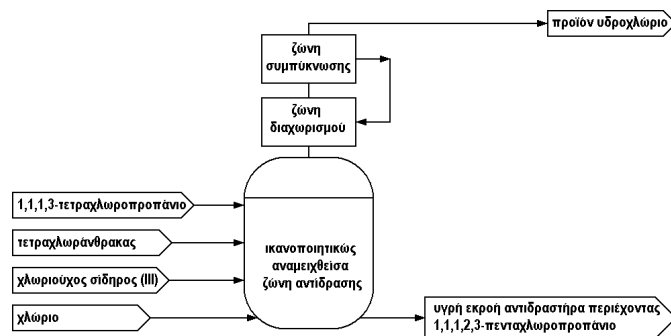 προϊόν υδροχλώριο
ζώνη
συμπύκνωσης
ζώνη
διαχωρισμού
1,1,1,3-τετραχλωροπροπάνιο
τετραχλωράνθρακας
χλωριούχος σίδηρος (III)
χλώριο
ικανοποιητικώς
αναμειχθείσα
ζώνη αντίδρασης
υγρή εκροή αντιδραστήρα περιέχοντας
1,1,1,2,3-πενταχλωροπροπάνιο